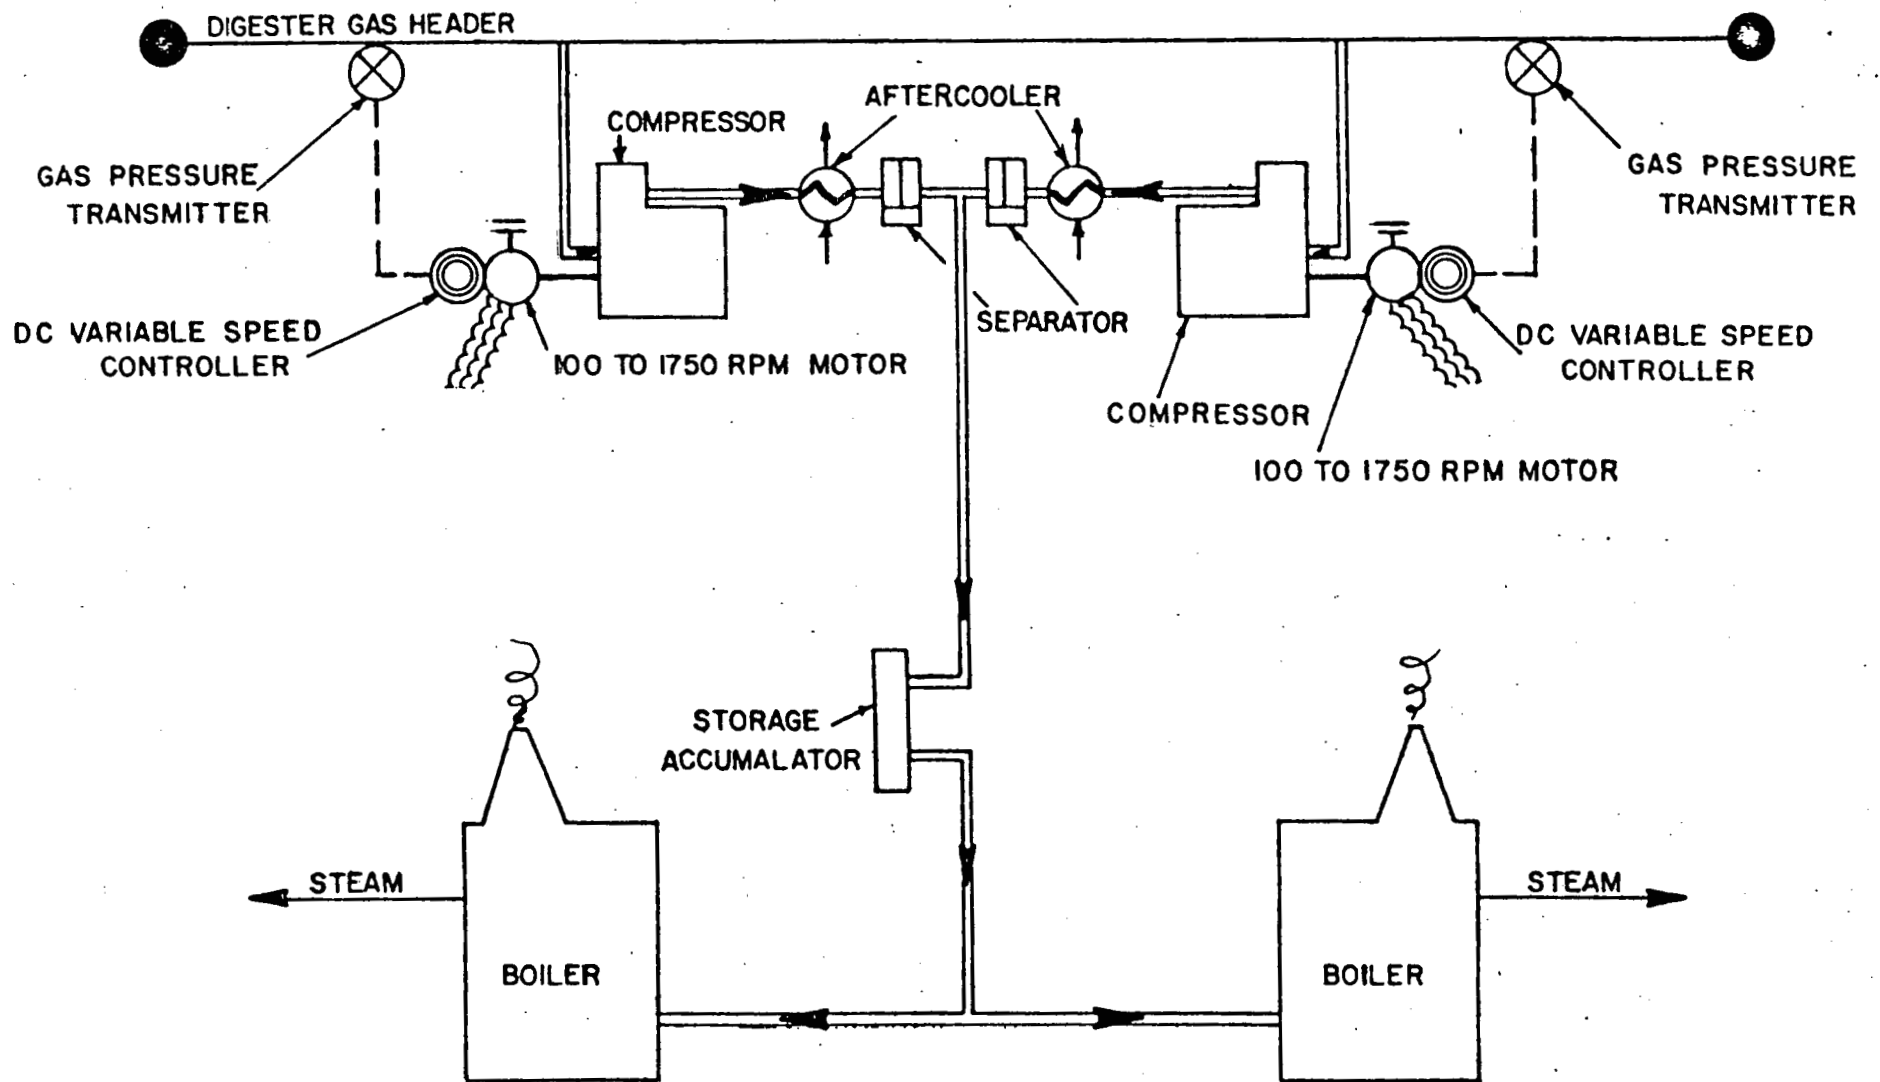 DIGESTER GAS HEADER
AFTERCOOLER
COMPRESSOR
GAS PRESSURE
TRANSMITTER
GAS PRESSURE
TRANSMITTER
SEPARATOR
DC VARIABLE SPEED
CONTROLLER
100 TO 1750 RPM MOTOR
DC VARIABLE SPEED
CONTROLLER
COMPRESSOR
100 TO 1750 RPM MOTOR
STORAGE
ACCUMALATOR
STEAM
STEAM
BOILER
BOILER